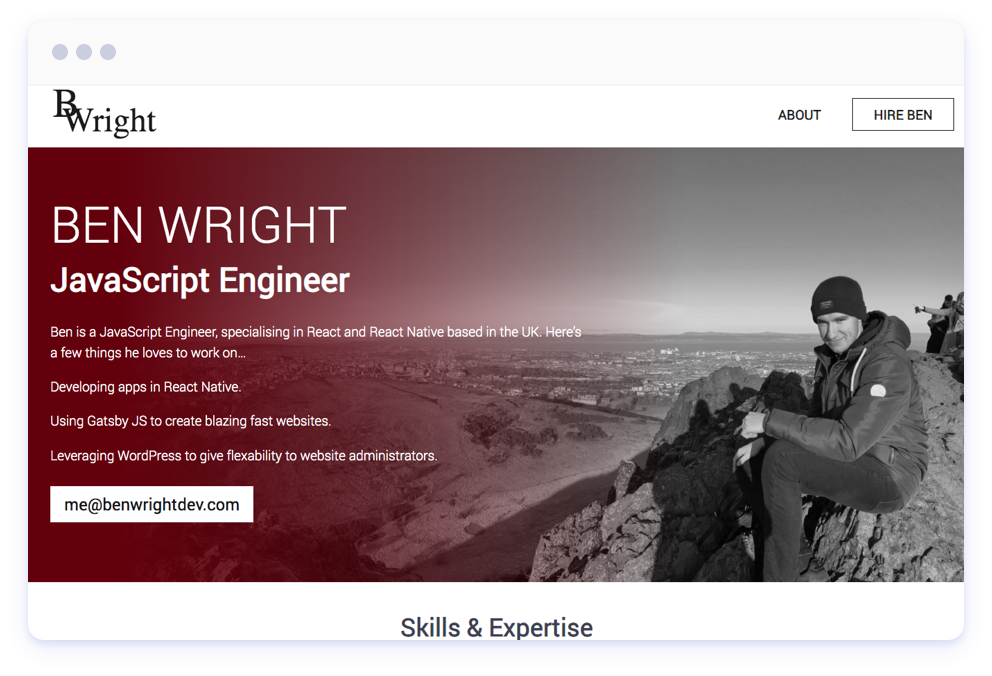 B
Wright
ABOUT
HIRE BEN
BEN WRIGHT
JavaScript Engineer
Ben is a JavaScript Engineer, specialising in React and React Native based in the UK. Here's
a few things he loves to work on...
Developing apps in React Native.
Using Gatsby JS to create blazing fast websites.
Leveraging WordPress to give flexability to website administrators.
me@benwrightdev.com
Skills & Expertise